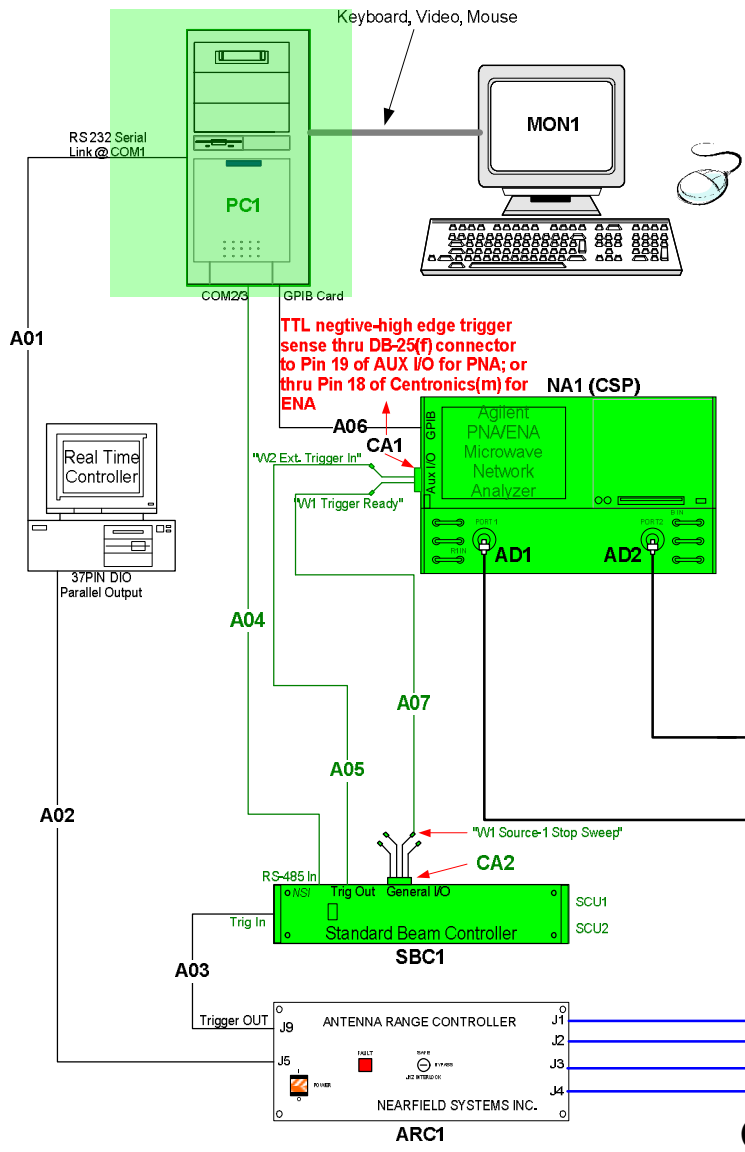 Keyboard, Video, Mouse
RS232 Serial
Link @ COM1
PC1
MON1
COM2/3
GPIB Card
A01
TTL negtive-high edge trigger
sense thru DB-25(f) connector
to Pin 19 of AUX I/O for PNA; or
thru Pin 18 of Centronics(m) for
ENA
NA1 (CSP)
A06
GPIB
CA1
Aux I/O
Agilent
PNA/ENA
Microwave
Network
Analyzer
"W2 Ext. Trigger In"
"W1 Trigger Ready"
Real Time
Controller
PORT 1
R1IN
AD1
PORT2
B IN
AD2
37PIN DIO
Parallel Output
A04
A07
A05
A02
"W1 Source-1 Stop Sweep"
CA2
RS-485 In
NSI
Trig Out
General I/O
Trig In
SCU1
SCU2
Standard Beam Controller
SBC1
A03
Trigger OUT
J9
ANTENNA RANGE CONTROLLER
J1
J2
J5
FAULT
SAFE
BYPASS
J3
POWER
J4
NEARFIELD SYSTEMS INC.
ARC1